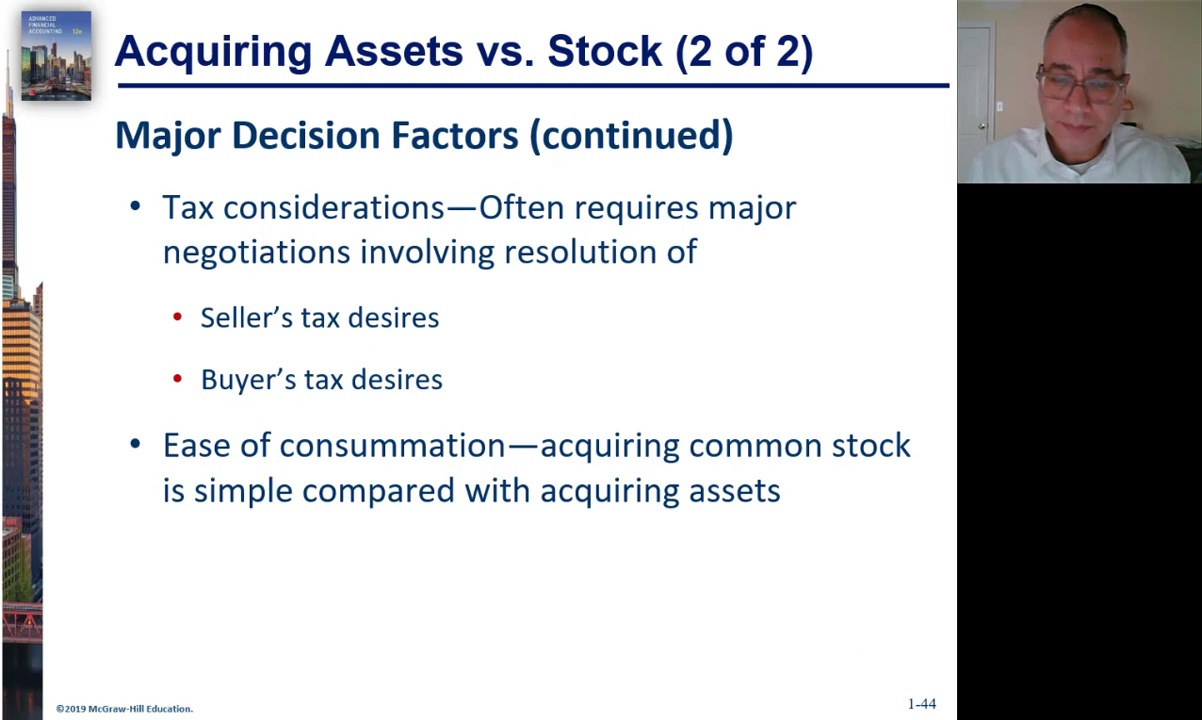 ADVANCED
FINANCIAL
ACCOUNTING
12e
Acquiring Assets vs. Stock (2 of 2)
Major Decision Factors (continued)
• Tax considerations—Often requires major
negotiations involving resolution of
• Seller’s tax desires
• Buyer’s tax desires
• Ease of consummation—acquiring common stock
is simple compared with acquiring assets
©2019 McGraw-Hill Education.
1-44